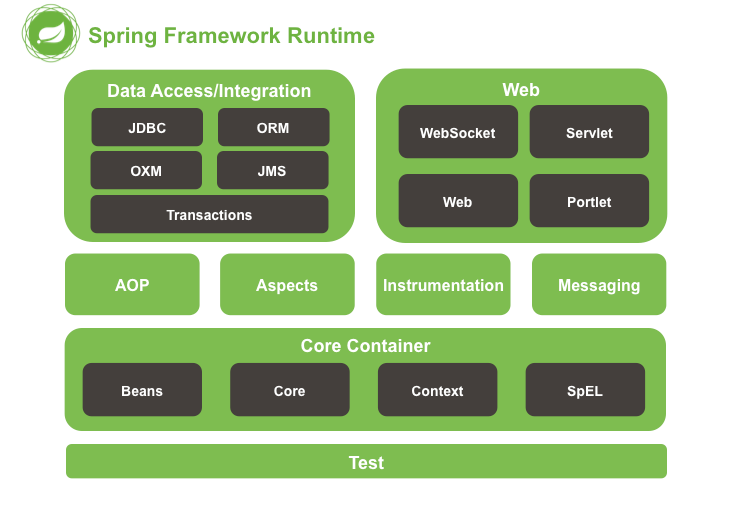 Spring Framework Runtime
Data Access/Integration
JDBC
ORM
OXM
JMS
Transactions
Web
WebSocket
Servlet
Web
Portlet
AOP
Aspects
Instrumentation
Messaging
Core Container
Beans
Core
Context
SpEL
Test